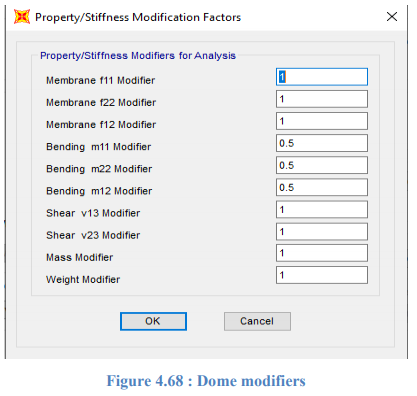 Property/Stiffness Modification Factors
Property/Stiffness Modifiers for Analysis
Membrane f11 Modifier 1
Membrane f22 Modifier 1
Membrane f12 Modifier 1
Bending m11 Modifier 0.5
Bending m22 Modifier 0.5
Bending m12 Modifier 0.5
Shear v13 Modifier 1
Shear v23 Modifier 1
Mass Modifier 1
Weight Modifier 1
OK Cancel
Figure 4.68 : Dome modifiers